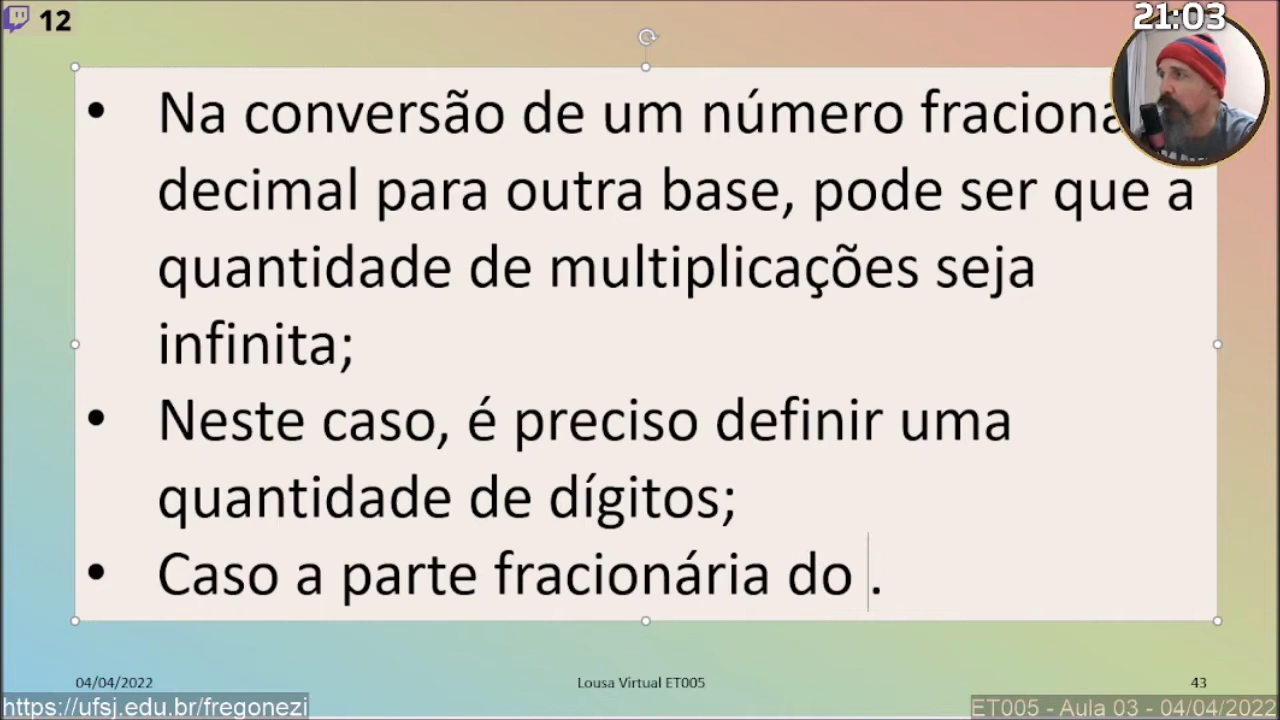 12
21:03
• Na conversão de um número fraciona
decimal para outra base, pode ser que a
quantidade de multiplicações seja
infinita;
• Neste caso, é preciso definir uma
quantidade de dígitos;
• Caso a parte fracionária do .
04/04/2022
Lousa Virtual ET005
43
https://ufsj.edu.br/fregonezi
ET005 - Aula 03 - 04/04/2022